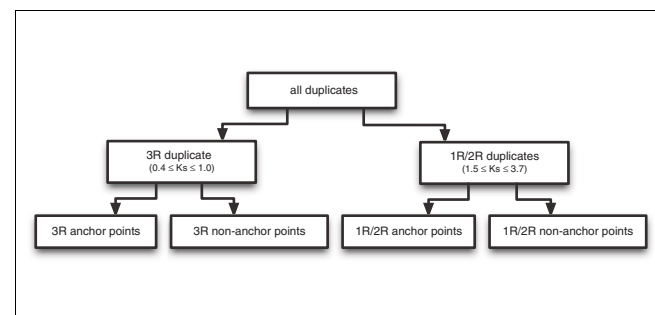 all duplicates
3R duplicate
(0.4 ≤ Ks ≤ 1.0)
1R/2R duplicates
(1.5 ≤ Ks ≤ 3.7)
3R anchor points
3R non-anchor points
1R/2R anchor points
1R/2R non-anchor points